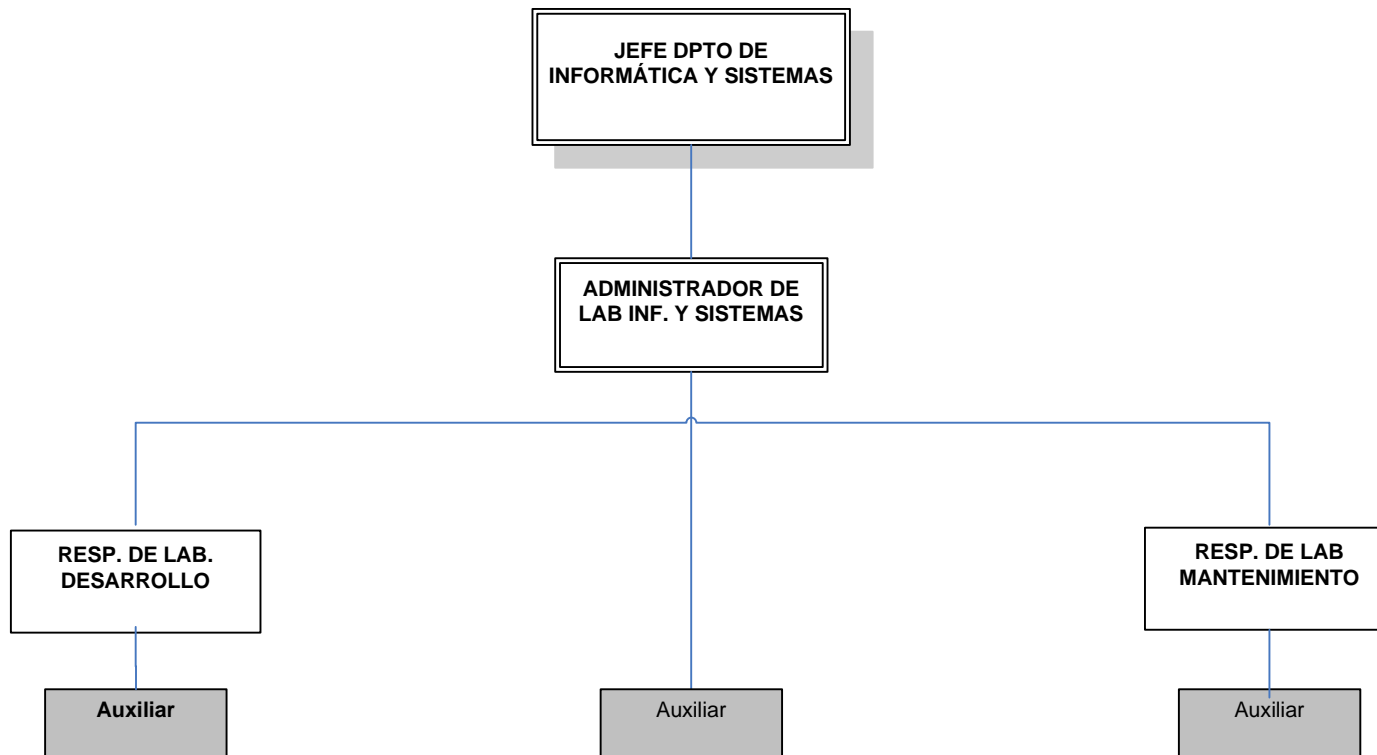 JEFE DPTO DE
INFORMÁTICA Y SISTEMAS
ADMINISTRADOR DE
LAB INF. Y SISTEMAS
RESP. DE LAB.
DESARROLLO
RESP. DE LAB
MANTENIMIENTO
Auxiliar
Auxiliar
Auxiliar